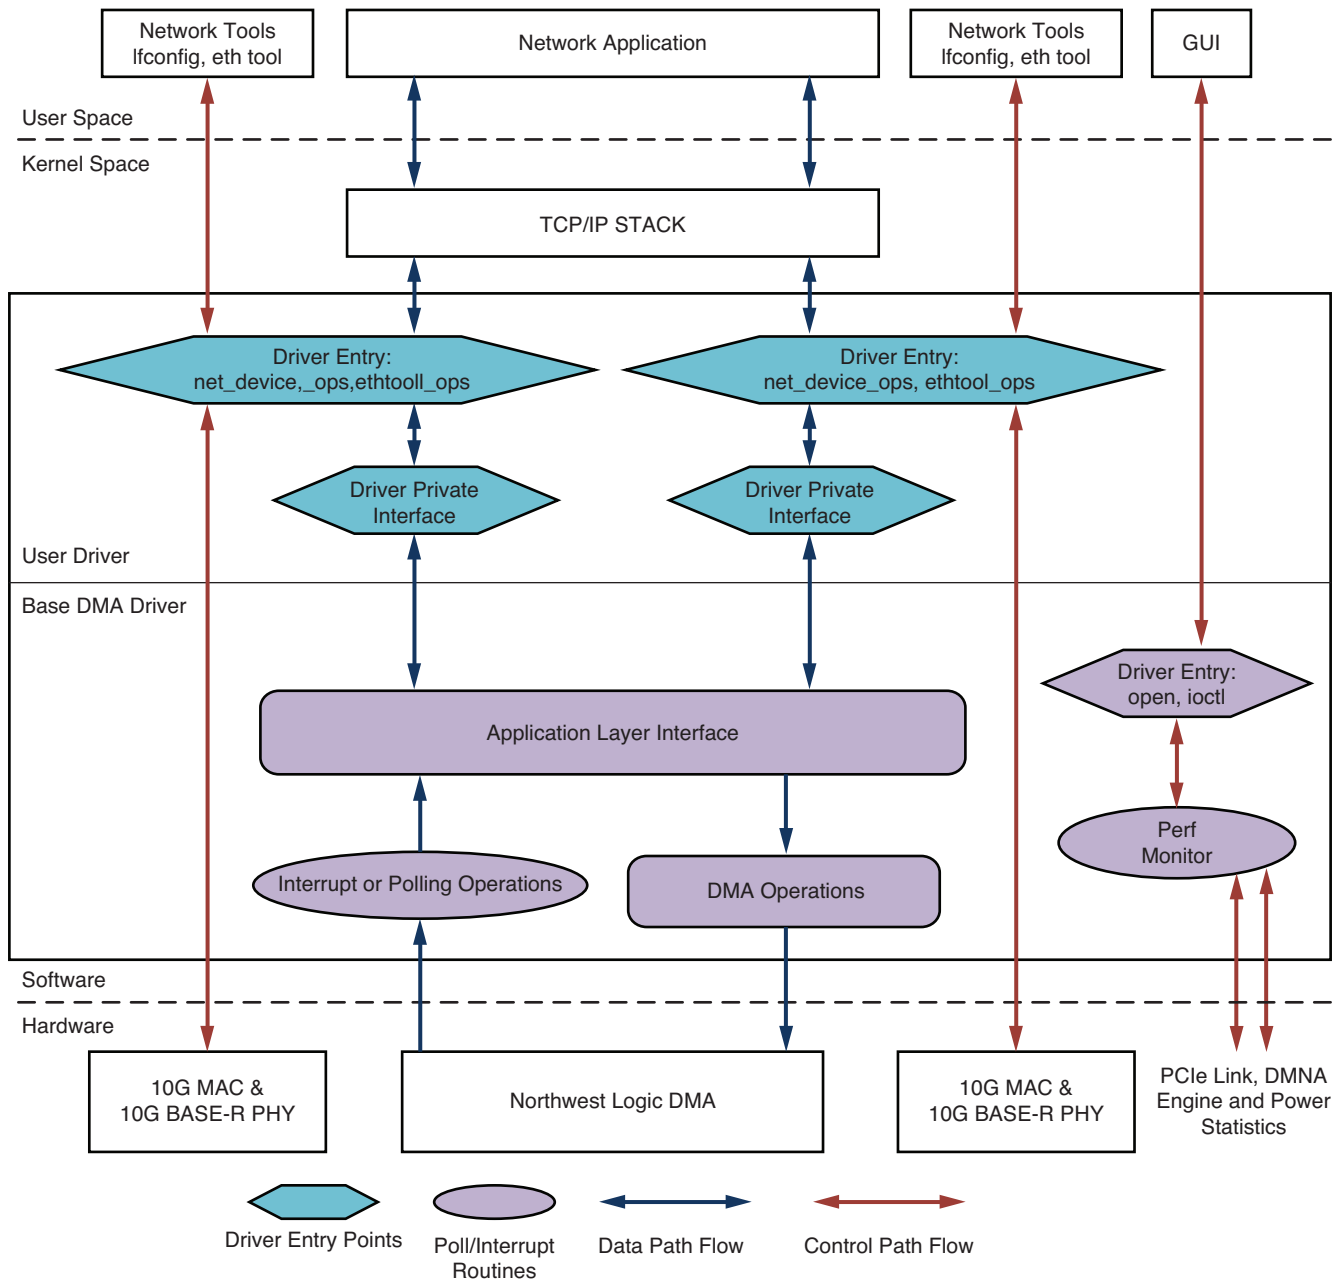 Network Tools
Ifconfig, eth tool
Network Application
Network Tools
Ifconfig, eth tool
GUI
User Space
Kernel Space
TCP/IP STACK
Driver Entry:
net_device,_ops,ethtooll_ops
Driver Entry:
net_device_ops, ethtool_ops
Driver Private
Interface
Driver Private
Interface
User Driver
Base DMA Driver
Driver Entry:
open, ioctl
Application Layer Interface
Perf
Monitor
Interrupt or Polling Operations
DMA Operations
Software
Hardware
10G MAC &
10G BASE-R PHY
Northwest Logic DMA
10G MAC &
10G BASE-R PHY
PCIe Link, DMNA
Engine and Power
Statistics
Driver Entry Points
Poll/Interrupt
Routines
Data Path Flow
Control Path Flow